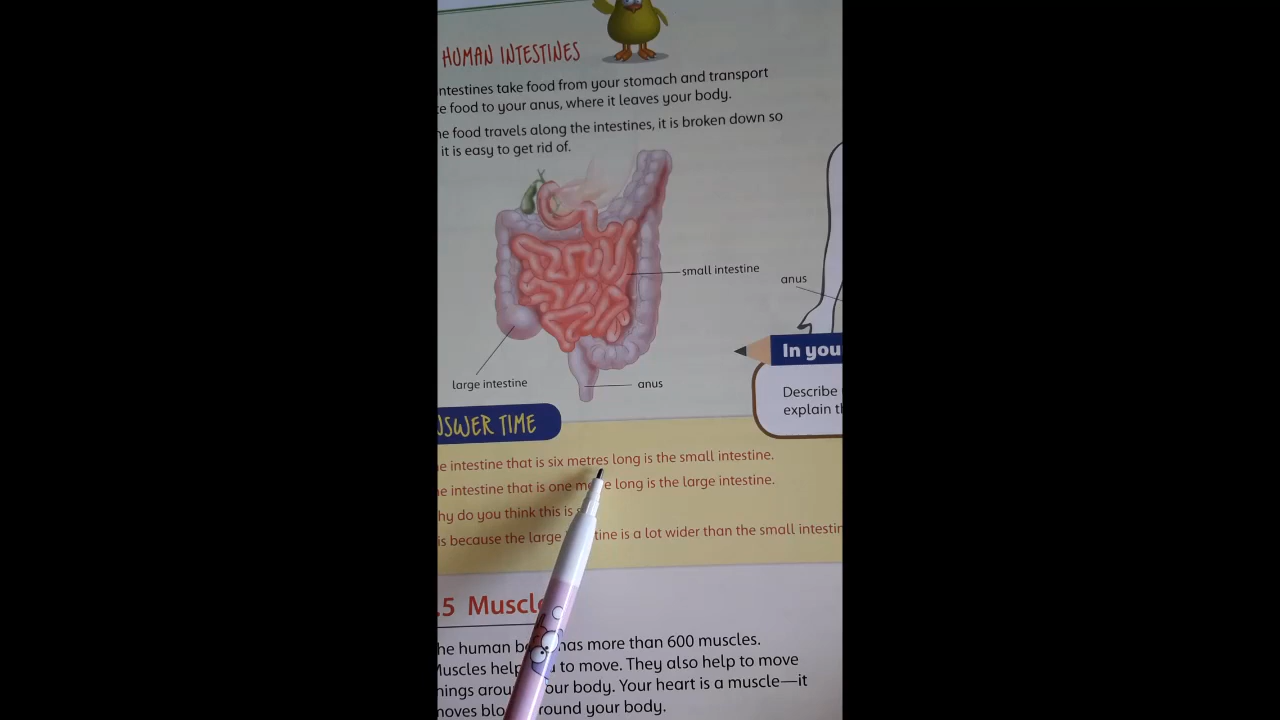 HUMAN INTESTINES
ntestines take food from your stomach and transport
e food to your anus, where it leaves your body.
e food travels along the intestines, it is broken down so
it is easy to get rid of.
small intestine
anus
large intestine
anus
In you
Describe
explain
SWER TIME
e intestine that is six metres long is the small intestine.
e intestine that is one long is the large intestine.
hy do you think this is
is because the large tine is a lot wider than the small intestin
.5 Muscl
he human has more than 600 muscles.
uscles help to move. They also help to move
hings arou our body. Your heart is a muscle—it
oves blo round your body.